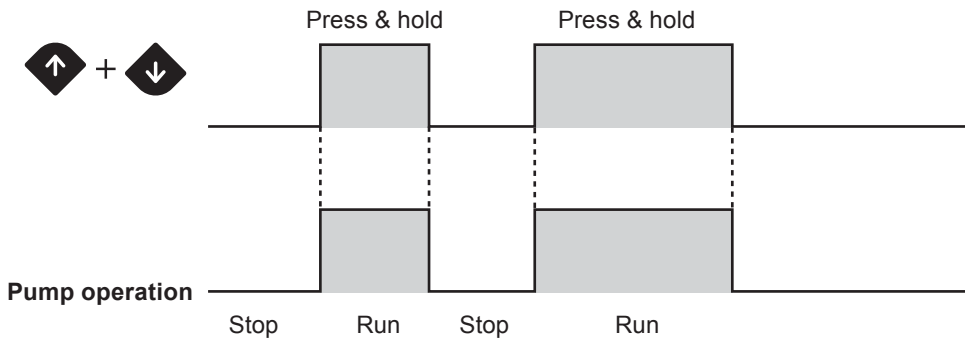 Press & hold Press & hold
↑ + ↓
Pump operation
Stop Run Stop Run